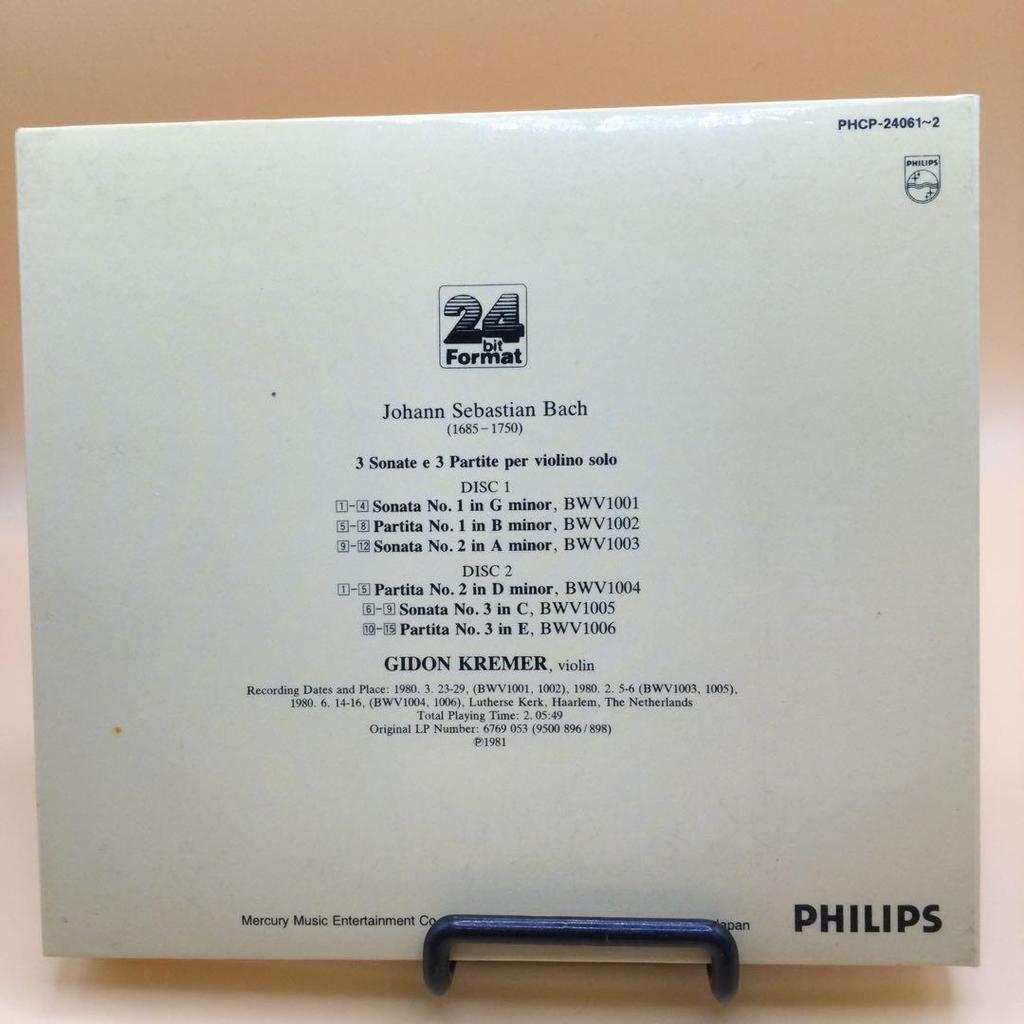 PHCP-24061~2
PHILIPS
24
bit
Format
Johann Sebastian Bach
(1685–1750)
3 Sonate e 3 Partite per violino solo
DISC 1
1-4 Sonata No. 1 in G minor, BWV1001
5-8 Partita No. 1 in B minor, BWV1002
9-12 Sonata No. 2 in A minor, BWV1003
DISC 2
1-5 Partita No. 2 in D minor, BWV1004
6-9 Sonata No. 3 in C, BWV1005
10-15 Partita No. 3 in E, BWV1006
GIDON KREMER, violin
Recording Dates and Place: 1980. 3. 23-29, (BWV1001, 1002), 1980. 2. 5-6 (BWV1003, 1005),
1980. 6. 14-16, (BWV1004, 1006), Lutherse Kerk, Haarlem, The Netherlands
Total Playing Time: 2. 05:49
Original LP Number: 6769 053 (9500 896/898)
℗1981
Mercury Music Entertainment Co
PHILIPS